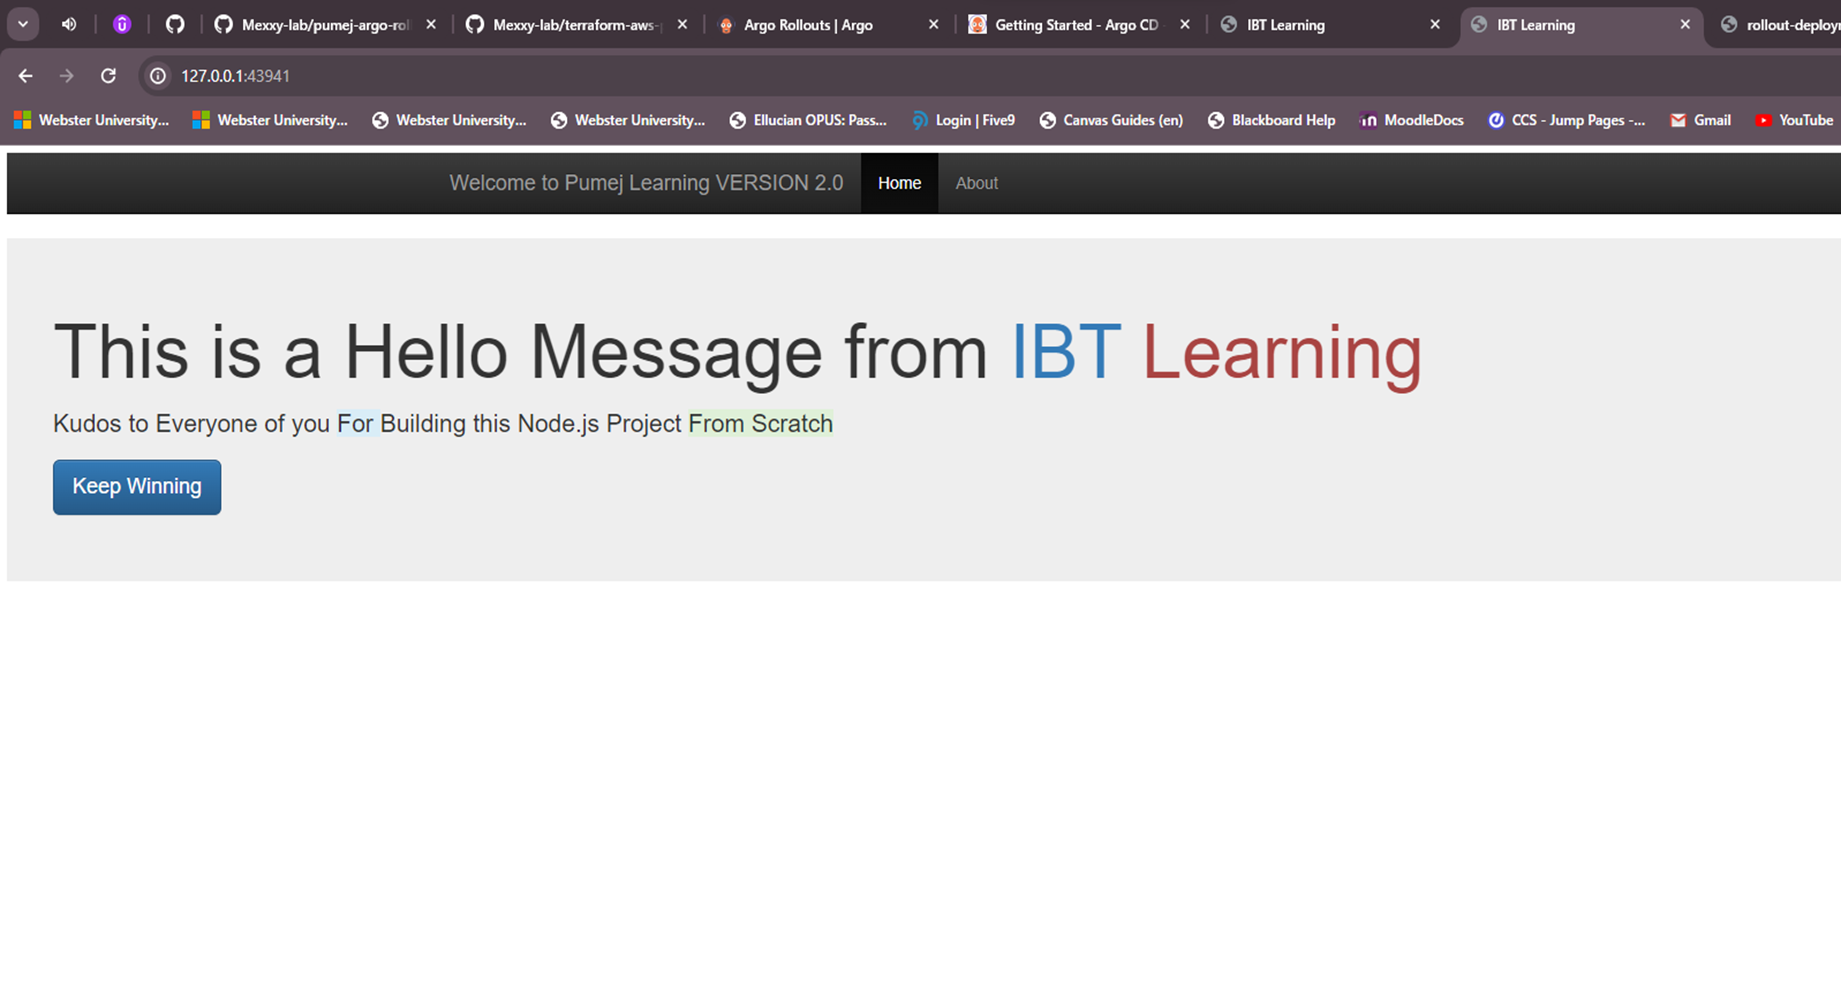 Mexxy-lab/pumej-argo-rol
Mexxy-lab/terraform-aws-
Argo Rollouts | Argo
Getting Started - Argo CD
IBT Learning
IBT Learning
rollout-deploy
127.0.0.1:43941
Webster University...
Webster University...
Webster University...
Webster University...
Ellucian OPUS: Pass...
Login | Five9
Canvas Guides (en)
Blackboard Help
MoodleDocs
CCS - Jump Pages -...
Gmail
YouTube
Welcome to Pumej Learning VERSION 2.0
Home
About
This is a Hello Message from IBT Learning
Kudos to Everyone of you For Building this Node.js Project From Scratch
Keep Winning